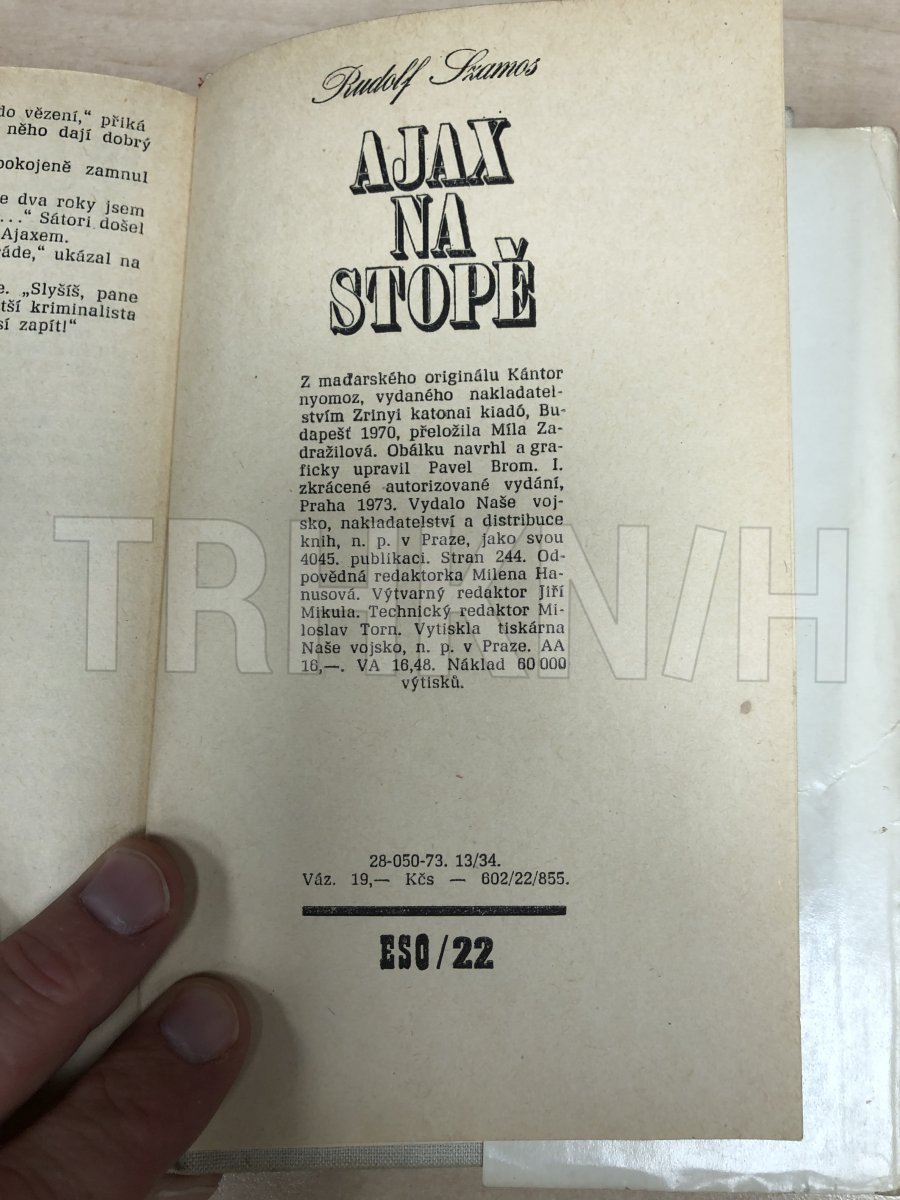 do vězení,“ přiká
něho dají dobrý
pokojeně zamnul
e dva roky jsem
...“ Sátori došel
Ajaxem.
ráde,“ ukázal na
e. „Slyšíš, pane
tší kriminalista
sí zapít!“
Rudolf Szamos
AJAX
NA
STOPĚ
Z maďarského originálu Kántor
nyomoz, vydaného nakladatel-
stvím Zrinyi katonai kiadó, Bu-
dapešť 1970, přeložila Míla Za-
dražilová. Obálku navrhl a gra-
ficky upravil Pavel Brom. I.
zkrácené autorizované vydání,
Praha 1973. Vydalo Naše voj-
sko, nakladatelství a distribuce
knih, n. p. v Praze, jako svou
4045. publikaci. Stran 244. Od-
povědná redaktorka Milena Ha-
nusová. Výtvarný redaktor Jiří
Mikula. Technický redaktor Mi-
loslav Torn. Vytiskla tiskárna
Naše vojsko, n. p. v Praze. AA
16,—. VA 16,48. Náklad 60 000
výtisků.
28-050-73. 13/34.
Váz. 19,— Kčs — 602/22/855.
ESO/22